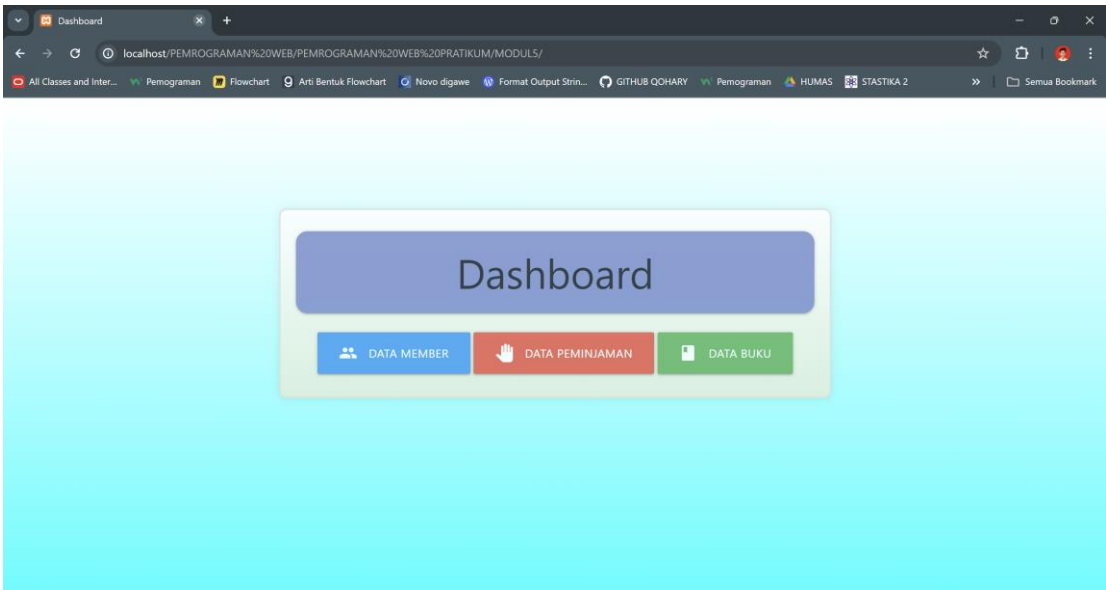 Dashboard
localhost/PEMROGRAMAN%20WEB/PEMROGRAMAN%20WEB%20PRATIKUM/MODUL5/
All Classes and Inter... Pemograman Flowchart Arti Bentuk Flowchart Novo digawe Format Output Strin... GITHUB QOHARY Pemograman HUMAS STASTIKA 2 Semua Bookmark
Dashboard
DATA MEMBER DATA PEMINJAMAN DATA BUKU